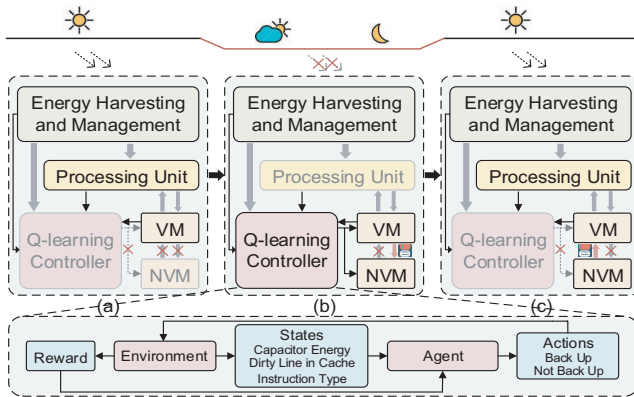 Energy Harvesting
and Management
Processing Unit
Q-learning
Controller
VM
NVM
(a)
Energy Harvesting
and Management
Processing Unit
Q-learning
Controller
VM
NVM
(b)
Energy Harvesting
and Management
Processing Unit
Q-learning
Controller
VM
NVM
(c)
Reward
Environment
States
Capacitor Energy
Dirty Line in Cache
Instruction Type
Agent
Actions
Back Up
Not Back Up